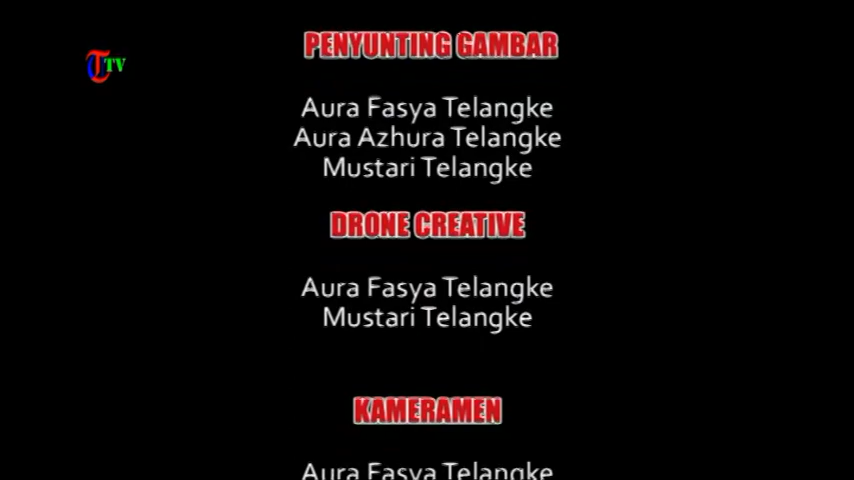 PENYUNTING GAMBAR
TTV
Aura Fasya Telangke
Aura Azhura Telangke
Mustari Telangke
DRONE CREATIVE
Aura Fasya Telangke
Mustari Telangke
KAMERAMEN
Aura Fasya Telangke